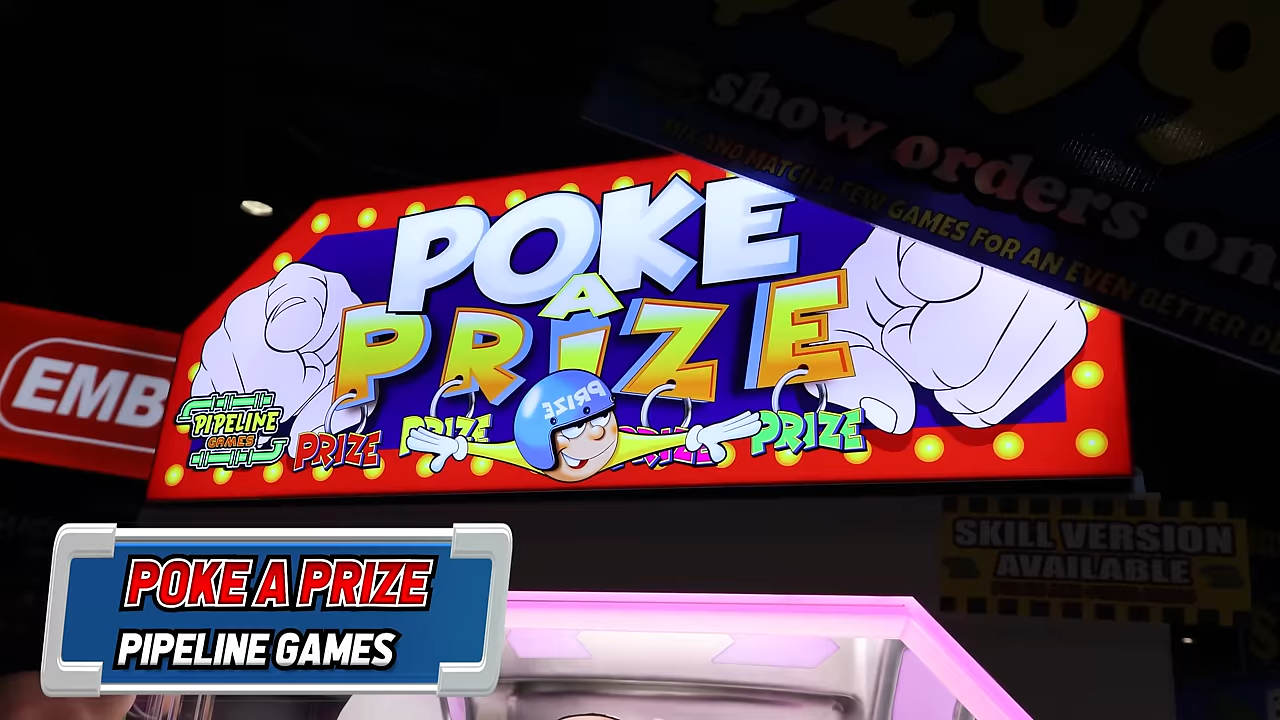 299
show orders on
MIX AND MATCH A FEW GAMES FOR AN EVEN BETTER
POKE
A
PRIZE
PRIZE
PIPELINE
GAMES
PRIZE
PRIZE
PRIZE
PRIZE
EMB
SKILL VERSION
AVAILABLE
POKE A PRIZE
PIPELINE GAMES